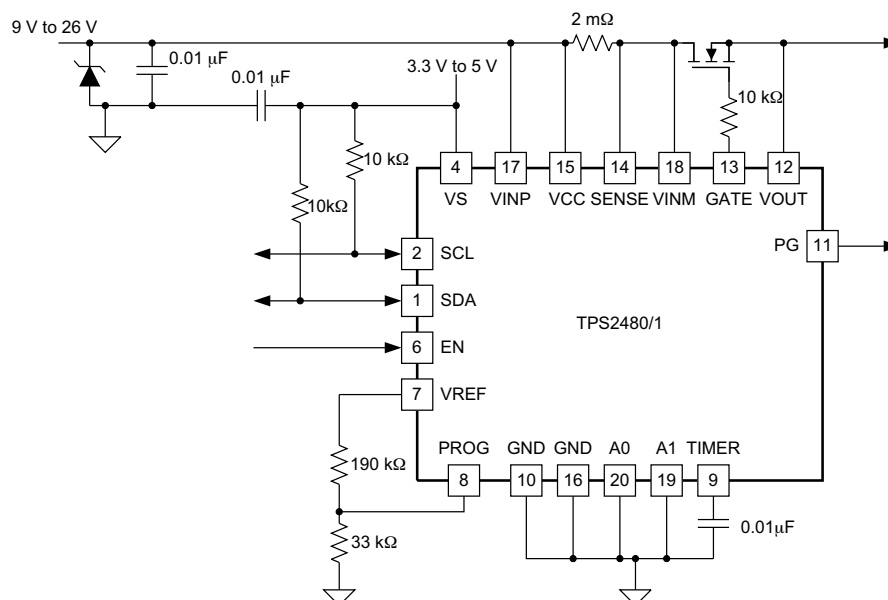 9 V to 26 V
2 mΩ
0.01 μF
0.01 μF
3.3 V to 5 V
10 kΩ
10 kΩ
10kΩ
4
17
15
14
18
13
12
VS
VINP
VCC
SENSE
VINM
GATE
VOUT
PG
11
2
SCL
1
SDA
TPS2480/1
6
EN
7
VREF
PROG
GND
GND
A0
A1
TIMER
190 kΩ
8
10
16
20
19
9
0.01μF
33 kΩ